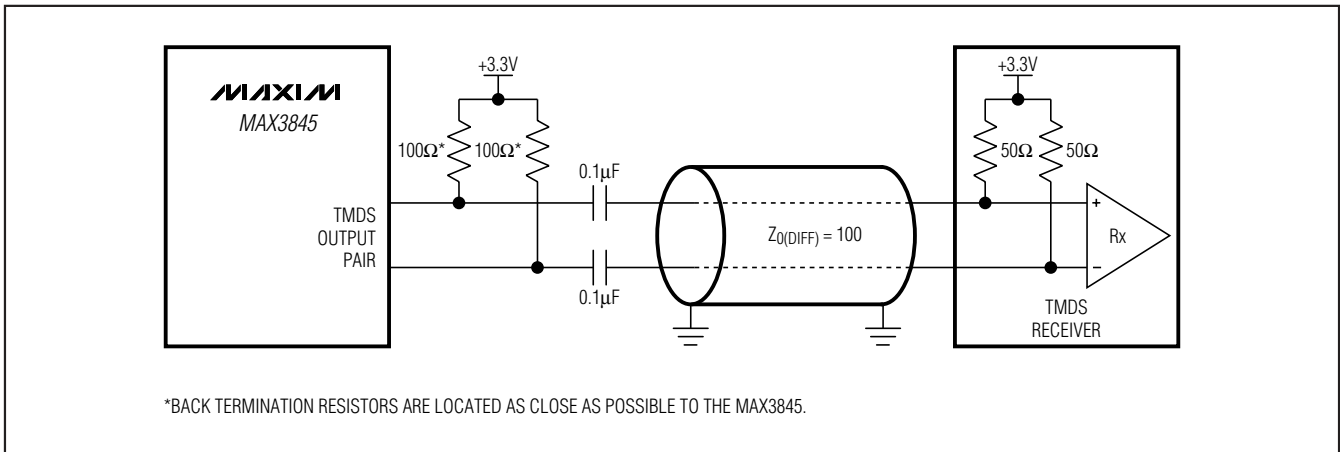 MAXIM
MAX3845
TMDS
OUTPUT
PAIR
+3.3V
100Ω*
100Ω*
0.1μF
0.1μF
Z0(DIFF) = 100
+3.3V
50Ω
50Ω
+
Rx
−
TMDS
RECEIVER
*BACK TERMINATION RESISTORS ARE LOCATED AS CLOSE AS POSSIBLE TO THE MAX3845.